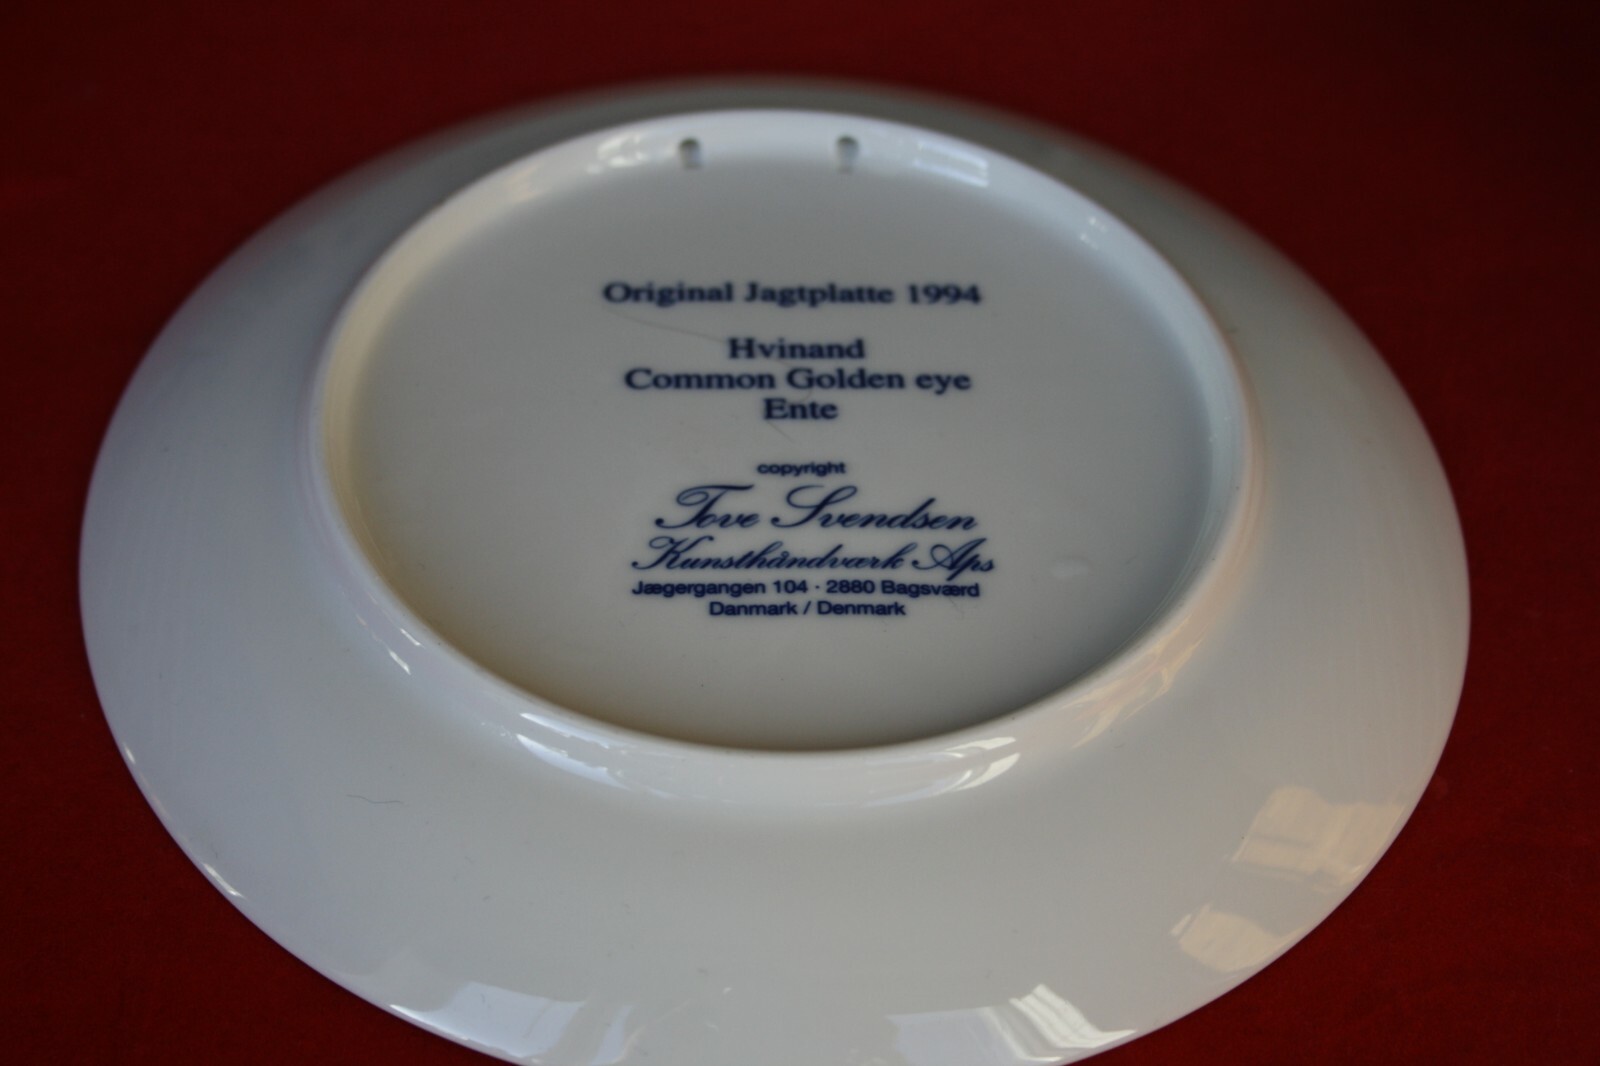 Original Jagtplatte 1994
Hvinand
Common Golden eye
Ente
copyright
Tove Svendsen
Kunsthåndværk Aps
Jægergangen 104 · 2880 Bagsværd
Danmark / Denmark